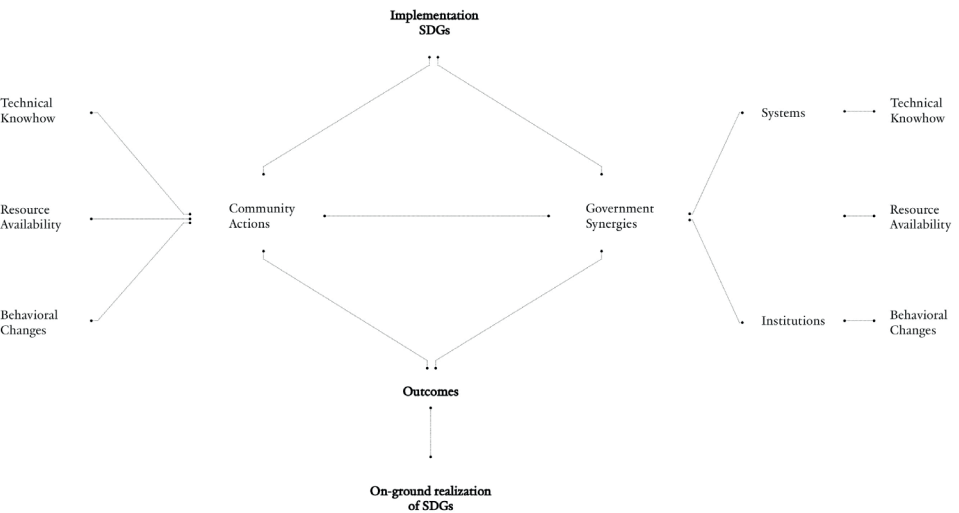 Implementation
SDGs
Technical
Knowhow
Systems
Technical
Knowhow
Resource
Availability
Community
Actions
Government
Synergies
Resource
Availability
Behavioral
Changes
Institutions
Behavioral
Changes
Outcomes
On-ground realization
of SDGs